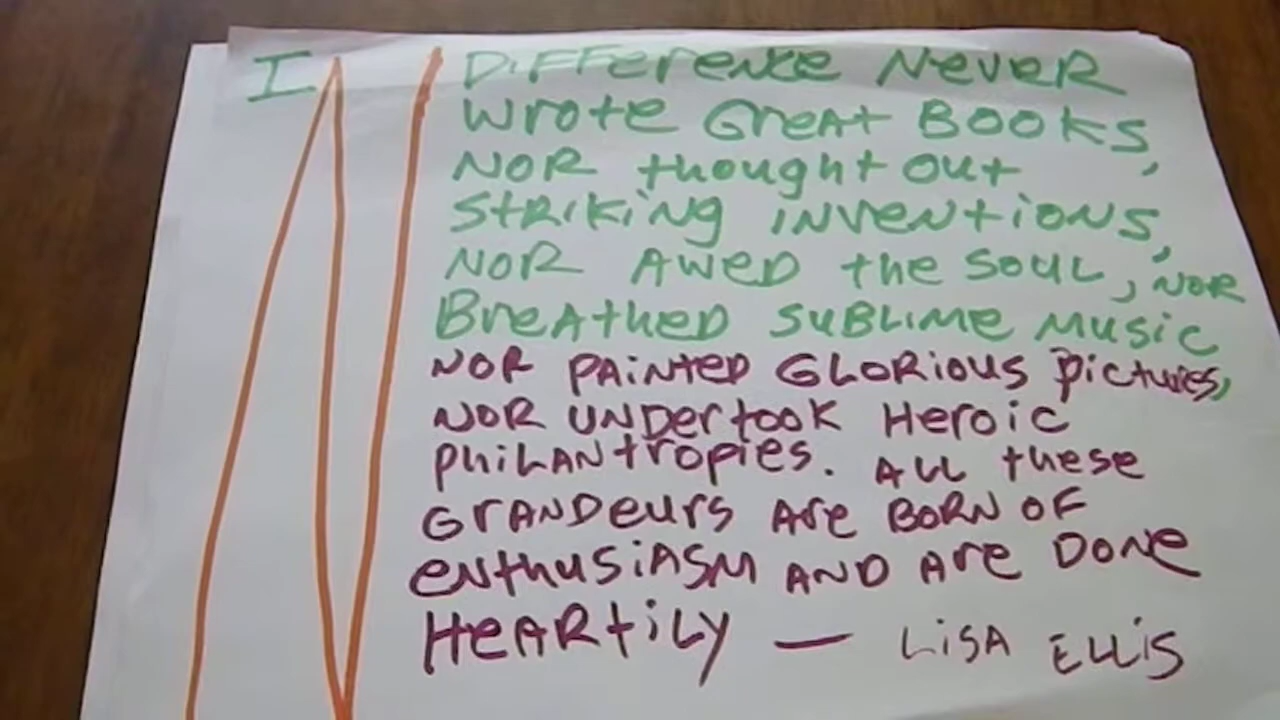 IN DIFFERENCE NEVER
WROTE GREAT BOOKS,
NOR thought OUT
STRIKING INVENTIONS,
NOR AWED the SOUL, NOR
BREATHED SUBLIME MUSIC
NOR PAINTED GLORIOUS Pictures,
NOR UNDERTOOK HEROIC
PHILANTROPIES. ALL these
GRANDEURS ARE BORN OF
ENTHUSIASM AND ARE DONE
HEARTILY — LISA ELLIS